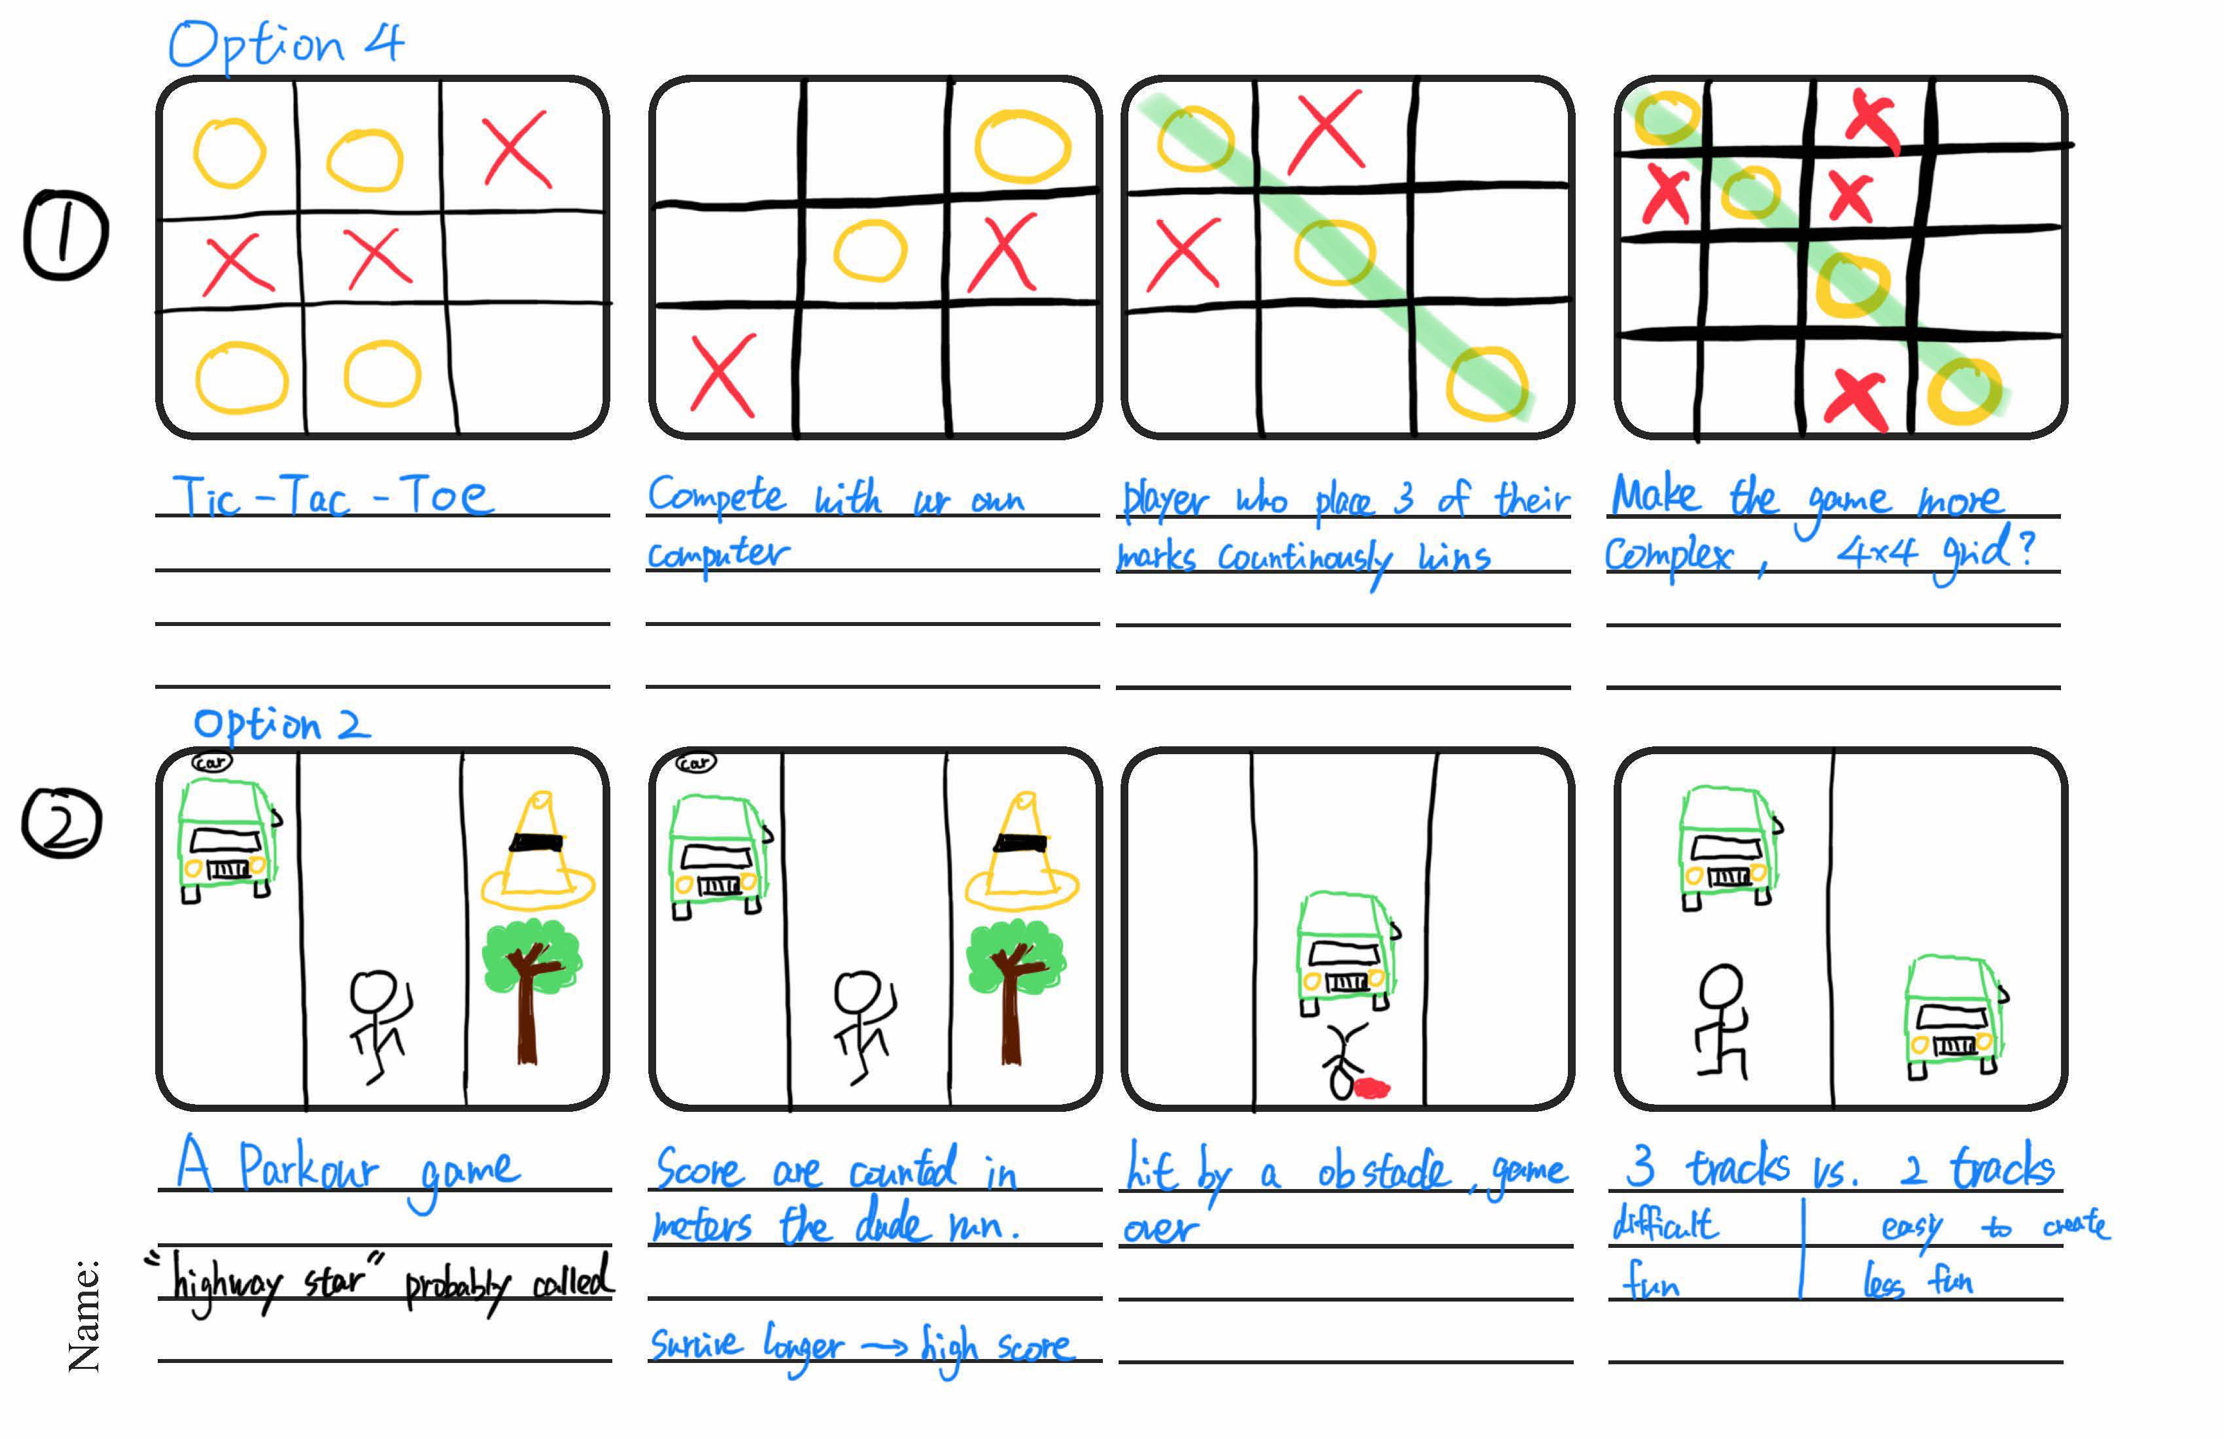 Option 4
1
Tic-Tac-Toe
Compete with ur own
computer
player who place 3 of their
marks countinously wins
Make the game more
complex, 4x4 grid?
Option 2
2
car
car
A Parkour game
"highway star" probably called
Score are counted in
meters the dude run.
Survive longer → high score
hit by a obstacle, game
over
3 tracks vs. 2 tracks
difficult | easy to create
fun | less fun
Name: